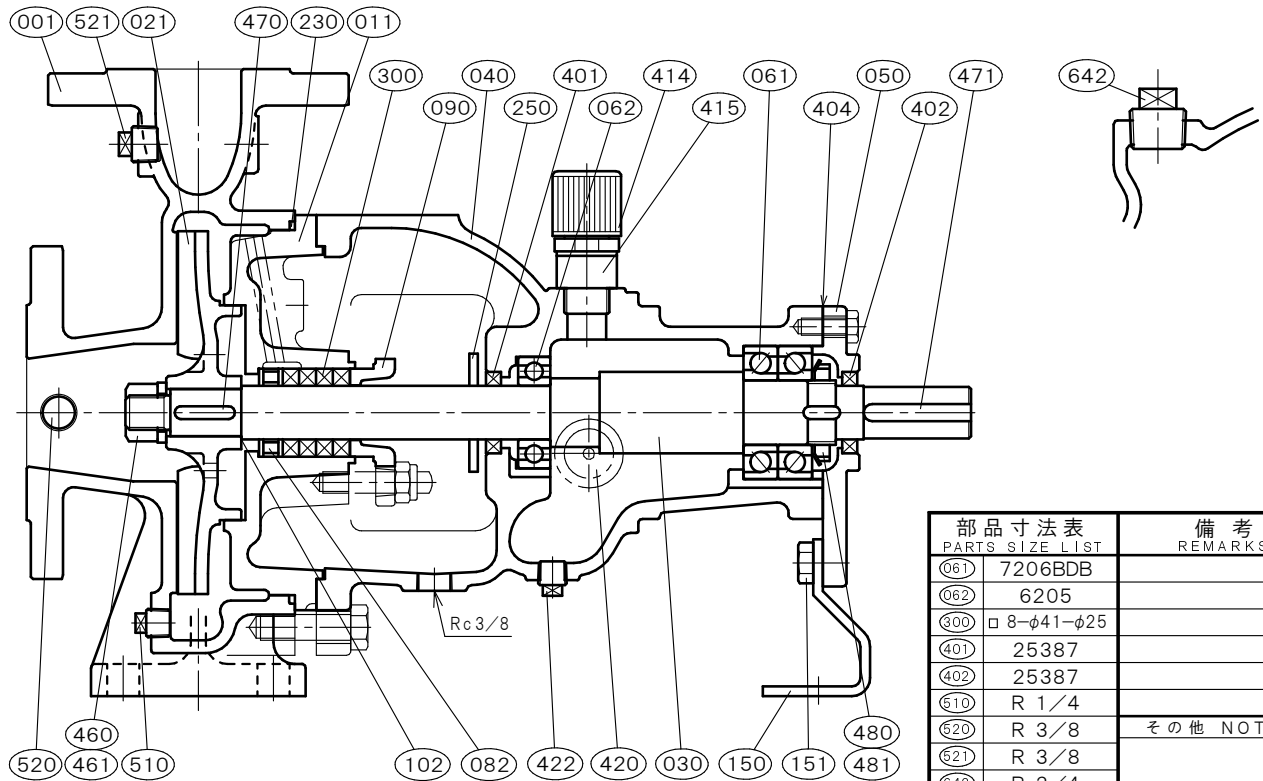 001 521 021 470 230 011
300 040 401 414 061 050 471
642
090 250 062 415 404 402
Rc3/8
460 480
520 461 510 102 082 422 420 030 150 151 481
部品寸法表
PARTS SIZE LIST
備考
REMARKS
061 7206BDB
062 6205
300 □ 8-φ41-φ25
401 25387
402 25387
510 R 1/4
520 R 3/8
その他 NOT
521 R 3/8